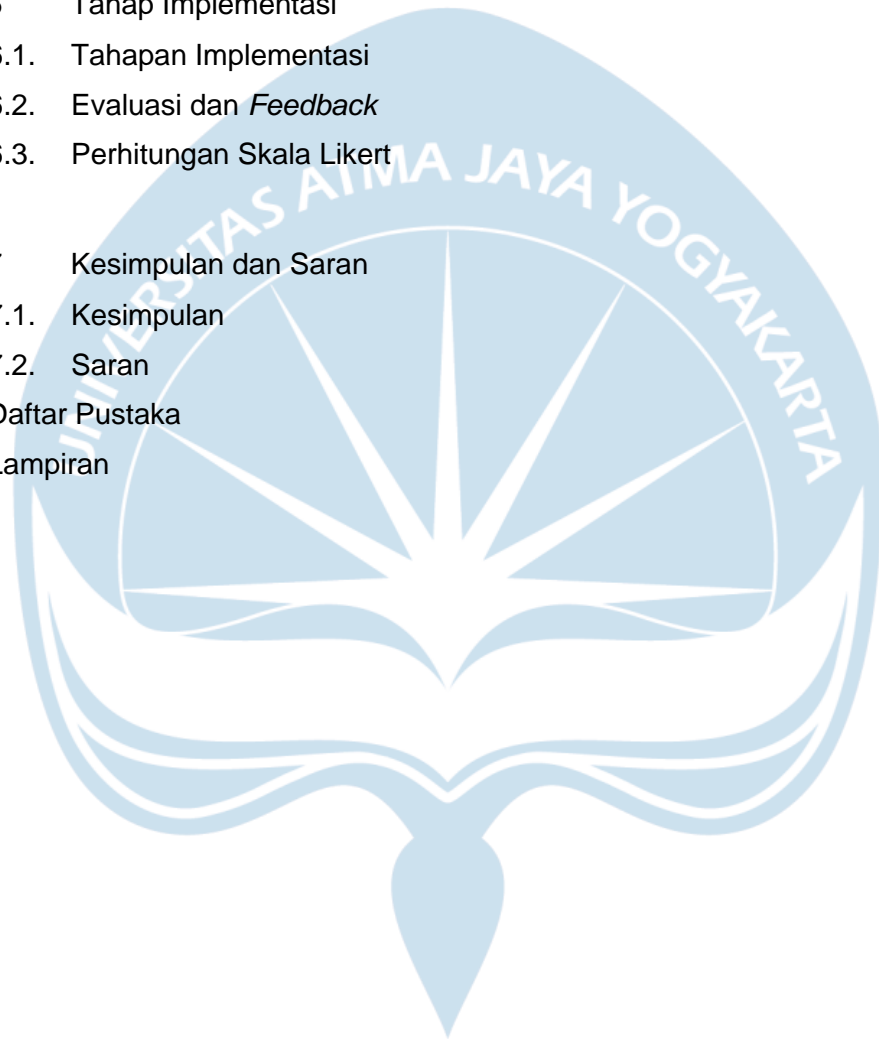 Tahap Implementasi
6.1. Tahapan Implementasi
6.2. Evaluasi dan Feedback
6.3. Perhitungan Skala Likert
UNIVERSITAS ATMA JAYA YOGYAKARTA
7 Kesimpulan dan Saran
7.1. Kesimpulan
7.2. Saran
Daftar Pustaka
Lampiran